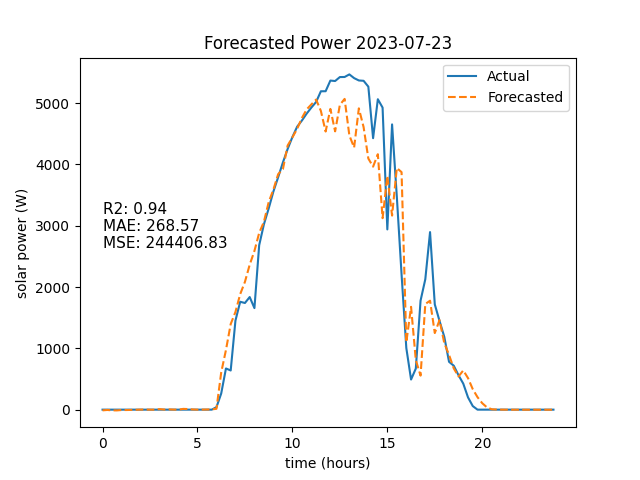 Forecasted Power 2023-07-23
Actual
Forecasted
R2: 0.94
MAE: 268.57
MSE: 244406.83
solar power (W)
5000
4000
3000
2000
1000
0
0 5 10 15 20
time (hours)